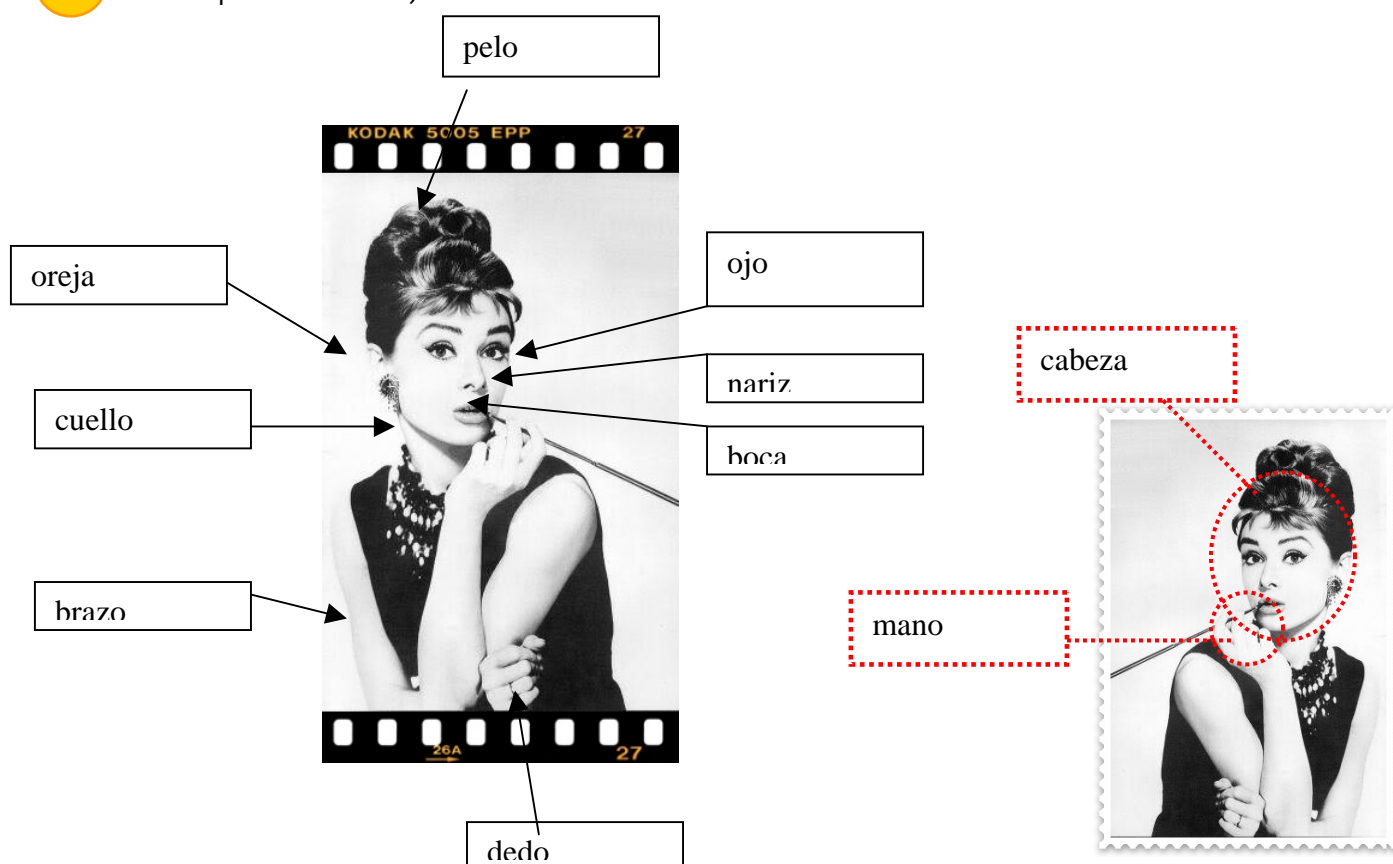 pelo
KODAK 5005 EPP 27
oreja
ojo
cabeza
nariz
cuello
boca
brazo
mano
26A
27
dedo